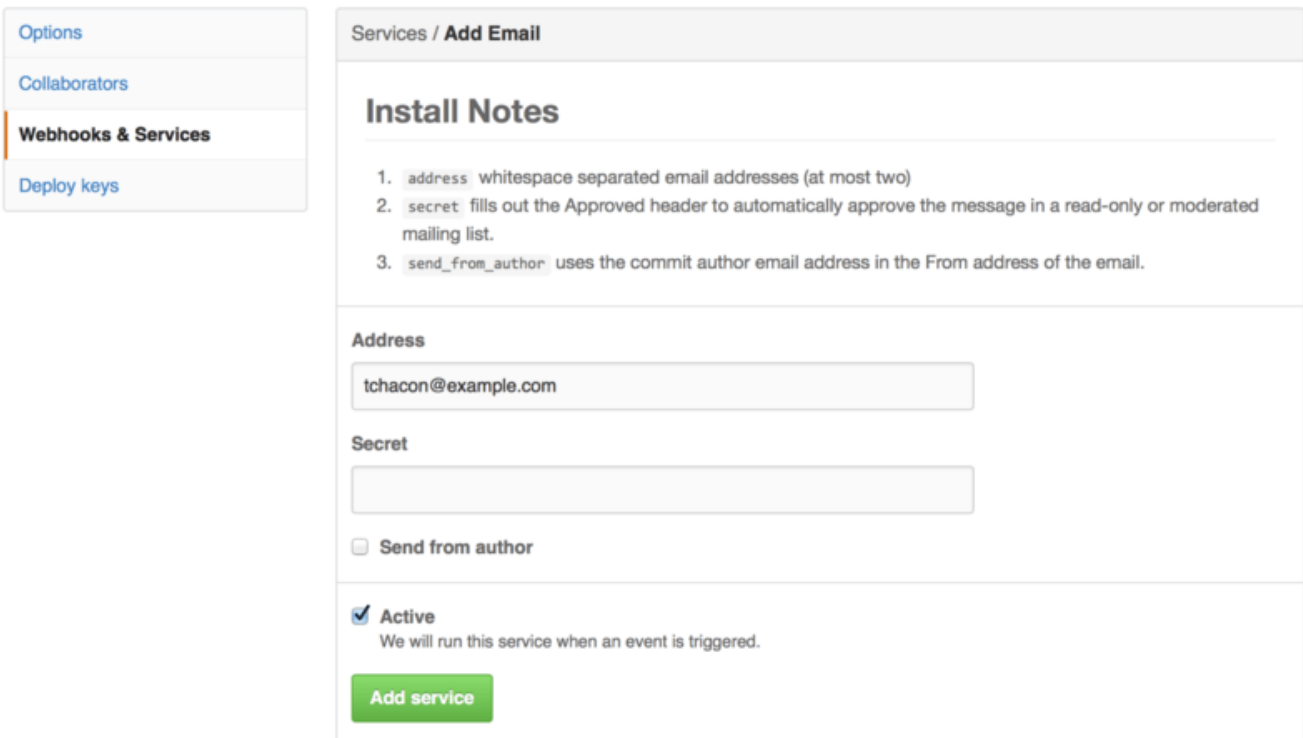 Options
Collaborators
Webhooks & Services
Deploy keys
Services / Add Email
Install Notes
1. address whitespace separated email addresses (at most two)
2. secret fills out the Approved header to automatically approve the message in a read-only or moderated
mailing list.
3. send_from_author uses the commit author email address in the From address of the email.
Address
tchacon@example.com
Secret
Send from author
Active
We will run this service when an event is triggered.
Add service